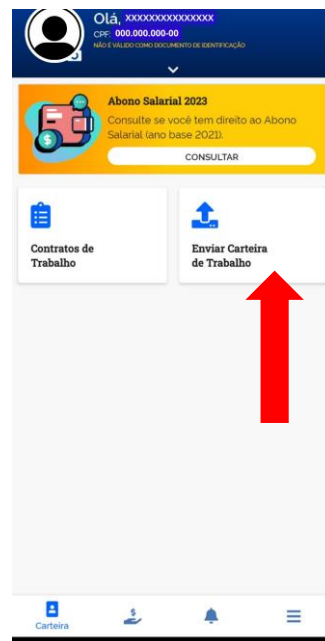 Olá, xxxxxxxxxxxxxxx
CPF: 000.000.000-00
NÃO É VÁLIDO COMO DOCUMENTO DE IDENTIFICAÇÃO
Abono Salarial 2023
Consulte se você tem direito ao Abono
Salarial (ano base 2021).
CONSULTAR
Contratos de
Trabalho
Enviar Carteira
de Trabalho
Carteira